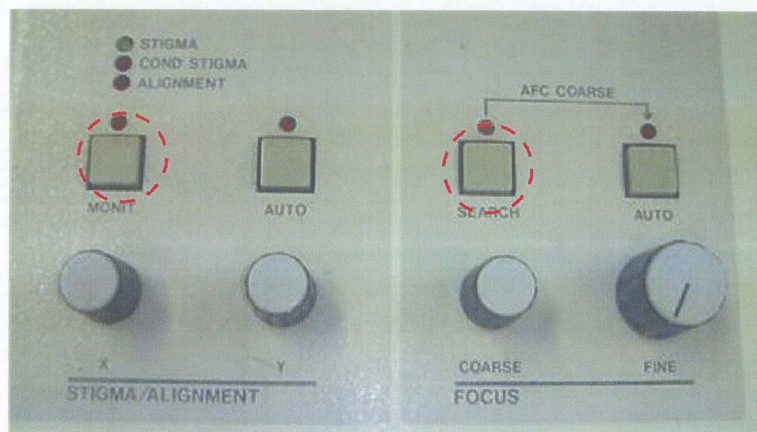 STIGMA
COND STIGMA
ALIGNMENT
AFC COARSE
MONIT
AUTO
SEARCH
AUTO
X
Y
COARSE
FINE
STIGMA/ALIGNMENT
FOCUS